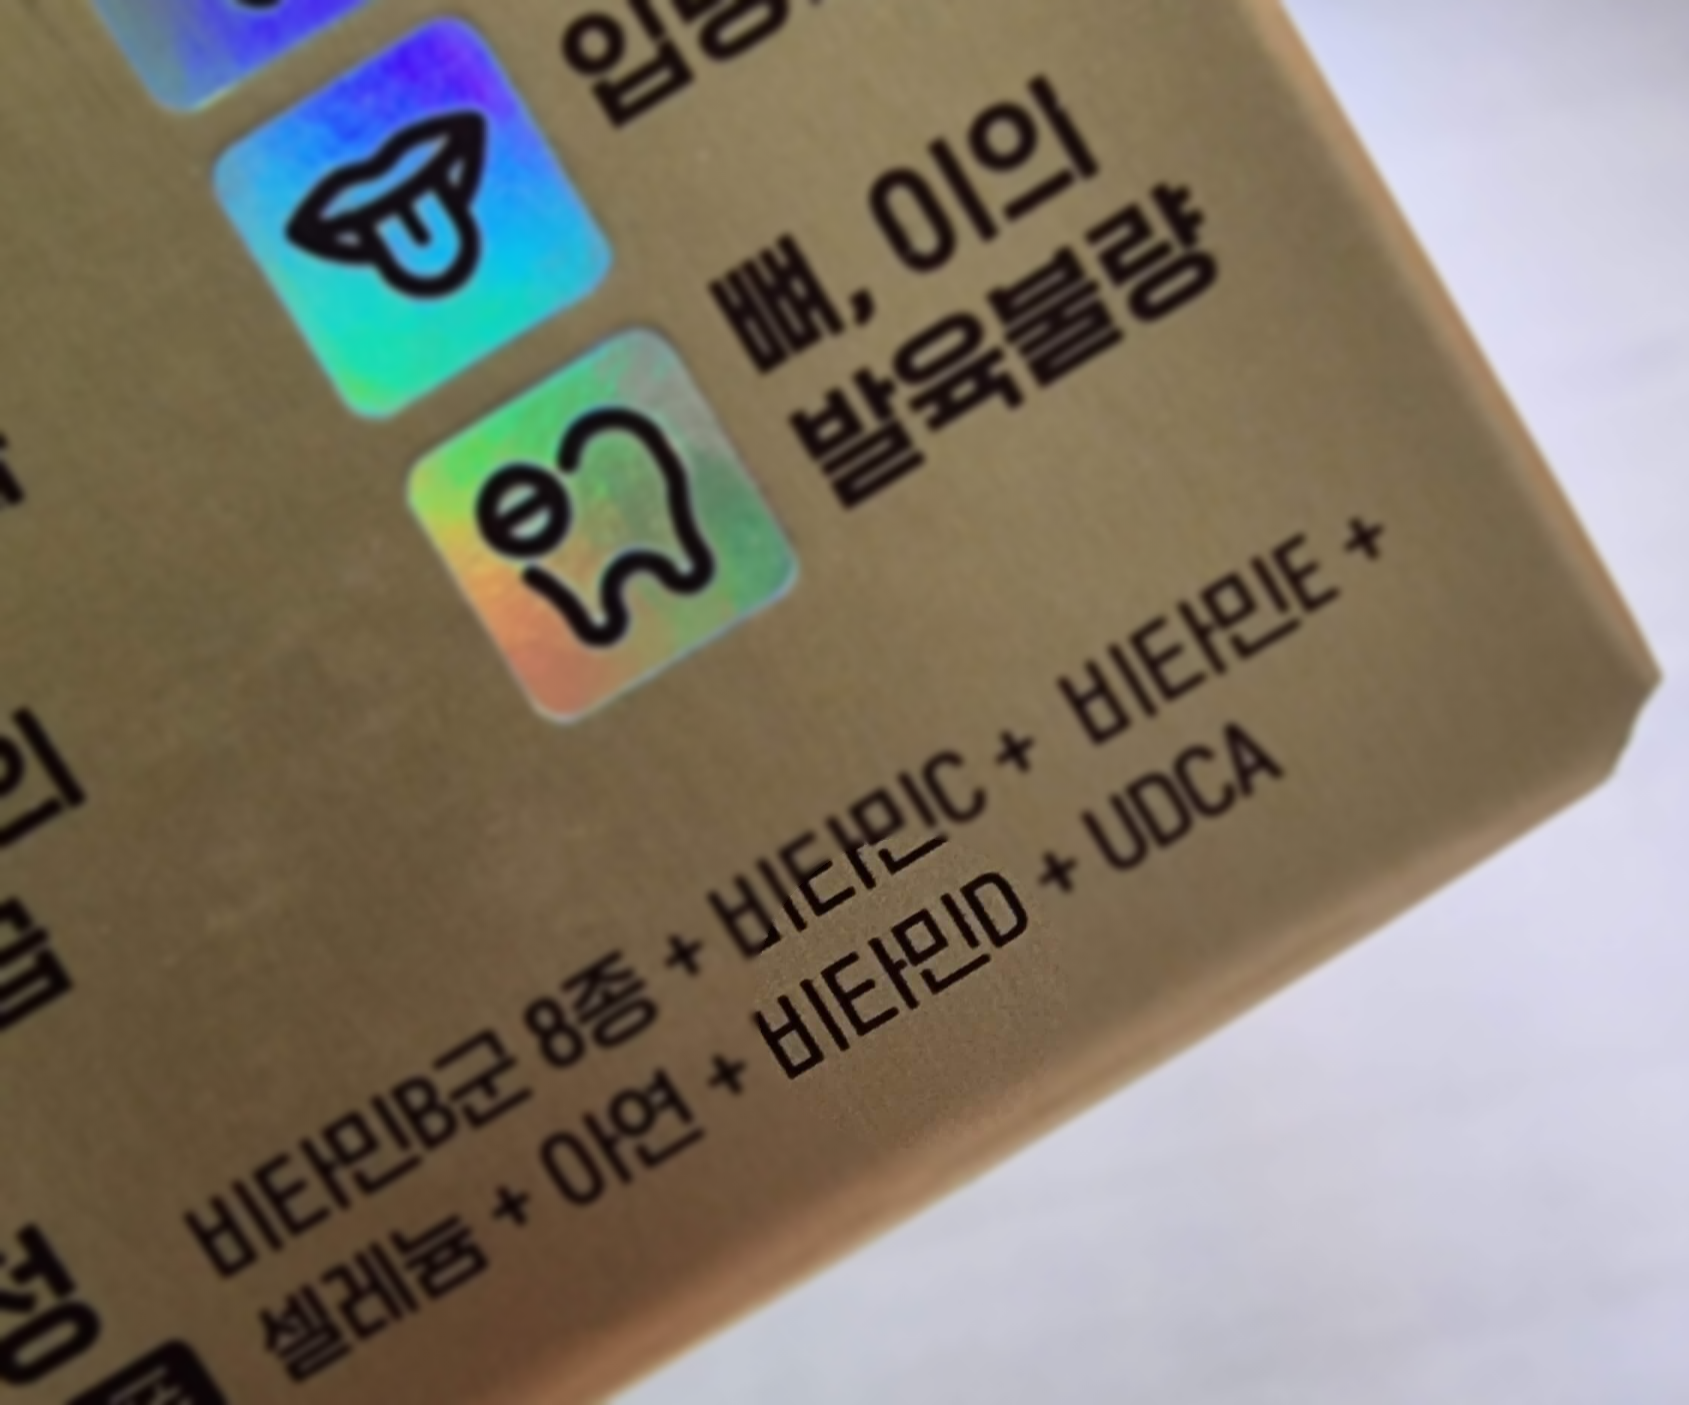 뼈, 이의
발육불량
비타민B군 8종 + 비타민C + 비타민E +
셀레늄 + 아연 + 비타민D + UDCA